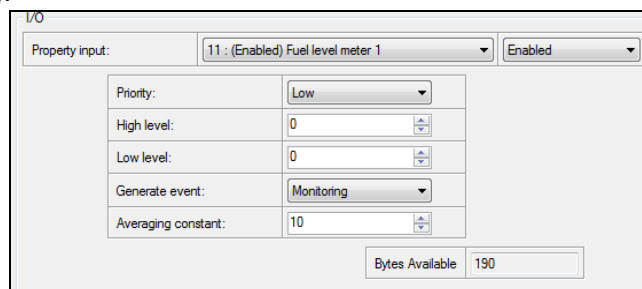 I/O
Property input: 11 : (Enabled) Fuel level meter 1 Enabled
Priority: Low
High level: 0
Low level: 0
Generate event: Monitoring
Averaging constant: 10
Bytes Available 190